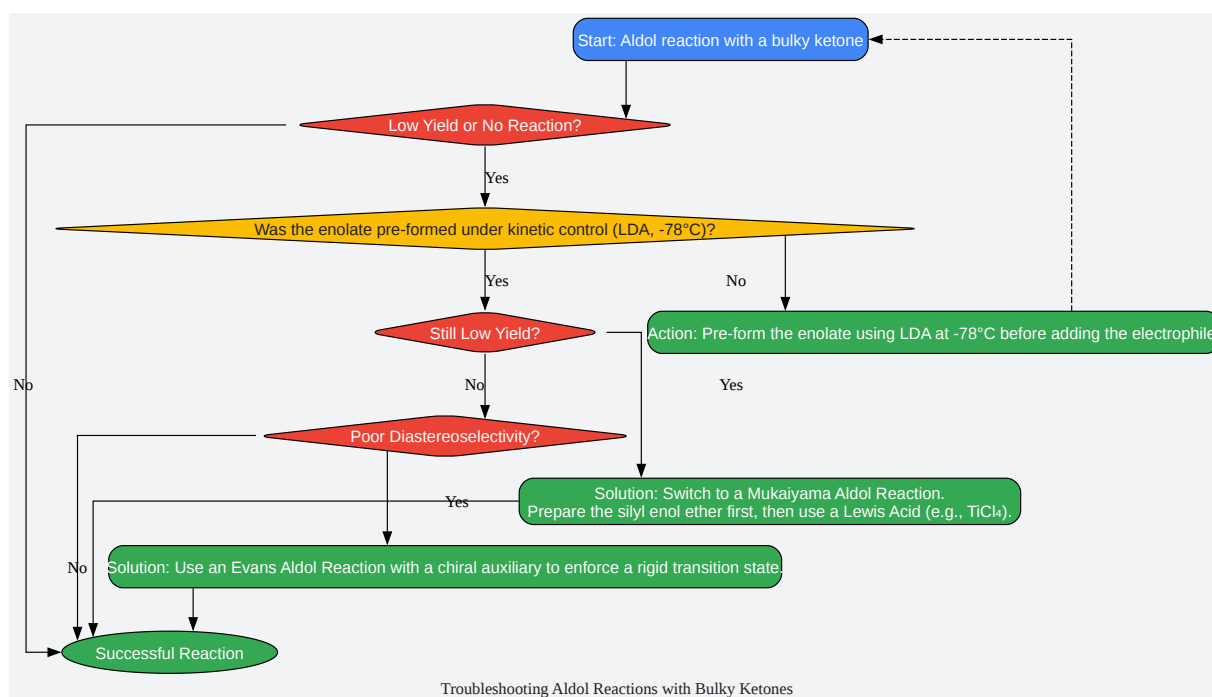 Start: Aldol reaction with a bulky ketone
Low Yield or No Reaction?
Yes
Was the enolate pre-formed under kinetic control (LDA, -78°C)?
Yes
No
Still Low Yield?
Action: Pre-form the enolate using LDA at -78°C before adding the electrophile.
No
No
Yes
Poor Diastereoselectivity?
Solution: Switch to a Mukaiyama Aldol Reaction.
Prepare the silyl enol ether first, then use a Lewis Acid (e.g., TiCl₄).
Yes
No
Solution: Use an Evans Aldol Reaction with a chiral auxiliary to enforce a rigid transition state.
Successful Reaction
Troubleshooting Aldol Reactions with Bulky Ketones